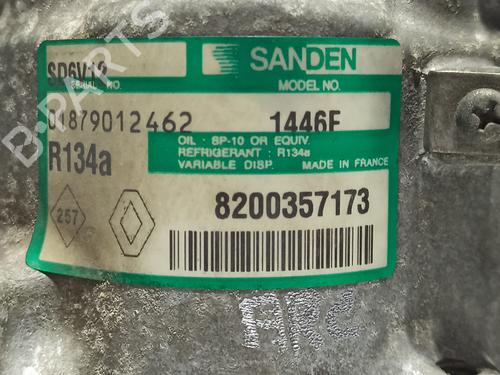 SANDEN
SD6V12
SERIAL NO.
MODEL NO.
01879012462
1446F
R134a
OIL : SP-10 OR EQUIV.
REFRIGERANT : R134a
VARIABLE DISP. MADE IN FRANCE
257
8200357173
ARC
B-PARTS